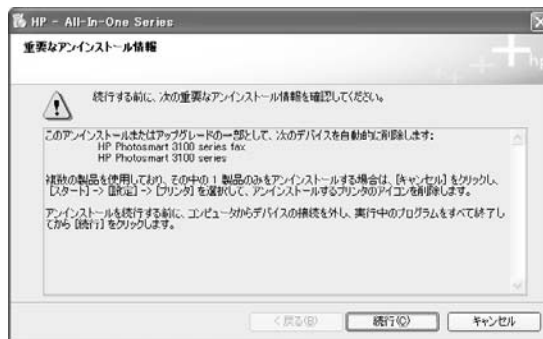 HP - All-In-One Series
重要なアンインストール情報
続行する前に、次の重要なアンインストール情報を確認してください。
このアンインストールまたはアップグレードの一部として、次のデバイスを自動的に削除します:
HP Photosmart 3100 series fax
HP Photosmart 3100 series
複数の製品を使用しており、その中の 1 製品のみをアンインストールする場合は、[キャンセル] をクリックし、
[スタート] -> [設定] -> [プリンタ] を選択して、アンインストールするプリンタのアイコンを削除します。
アンインストールを続行する前に、コンピュータからデバイスの接続を外し、実行中のプログラムをすべて終了し
てから [続行] をクリックします。
< 戻る(B)
続行(C)
キャンセル